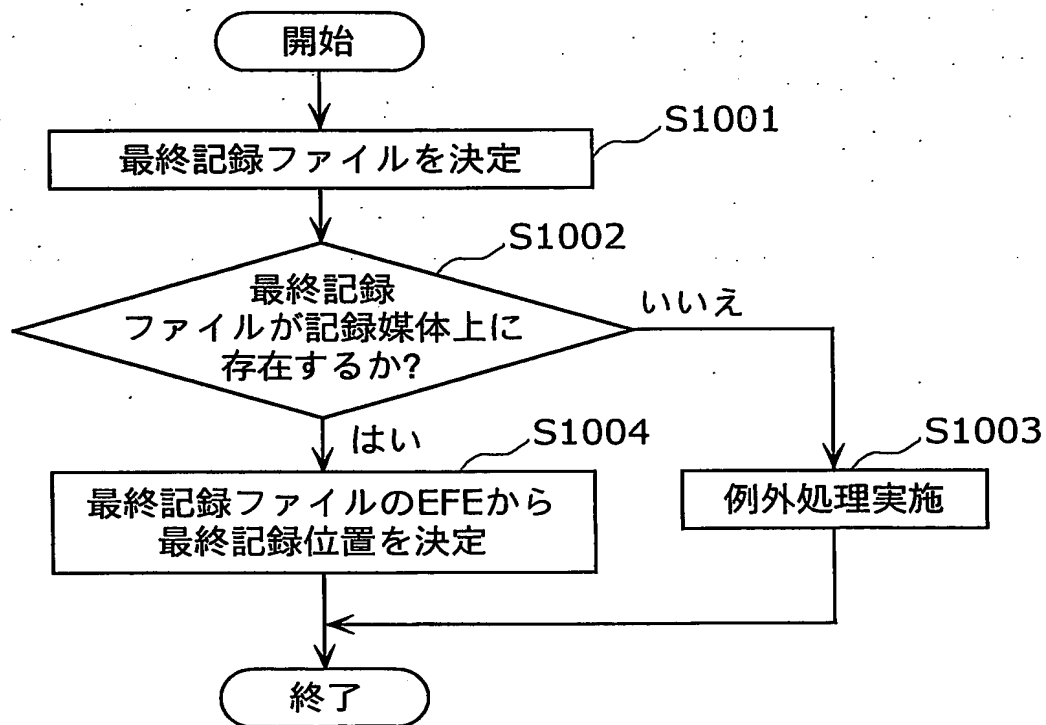 開始
S1001
最終記録ファイルを決定
S1002
最終記録
ファイルが記録媒体上に
存在するか?
いいえ
はい
S1004
S1003
最終記録ファイルのEFEから
最終記録位置を決定
例外処理実施
終了